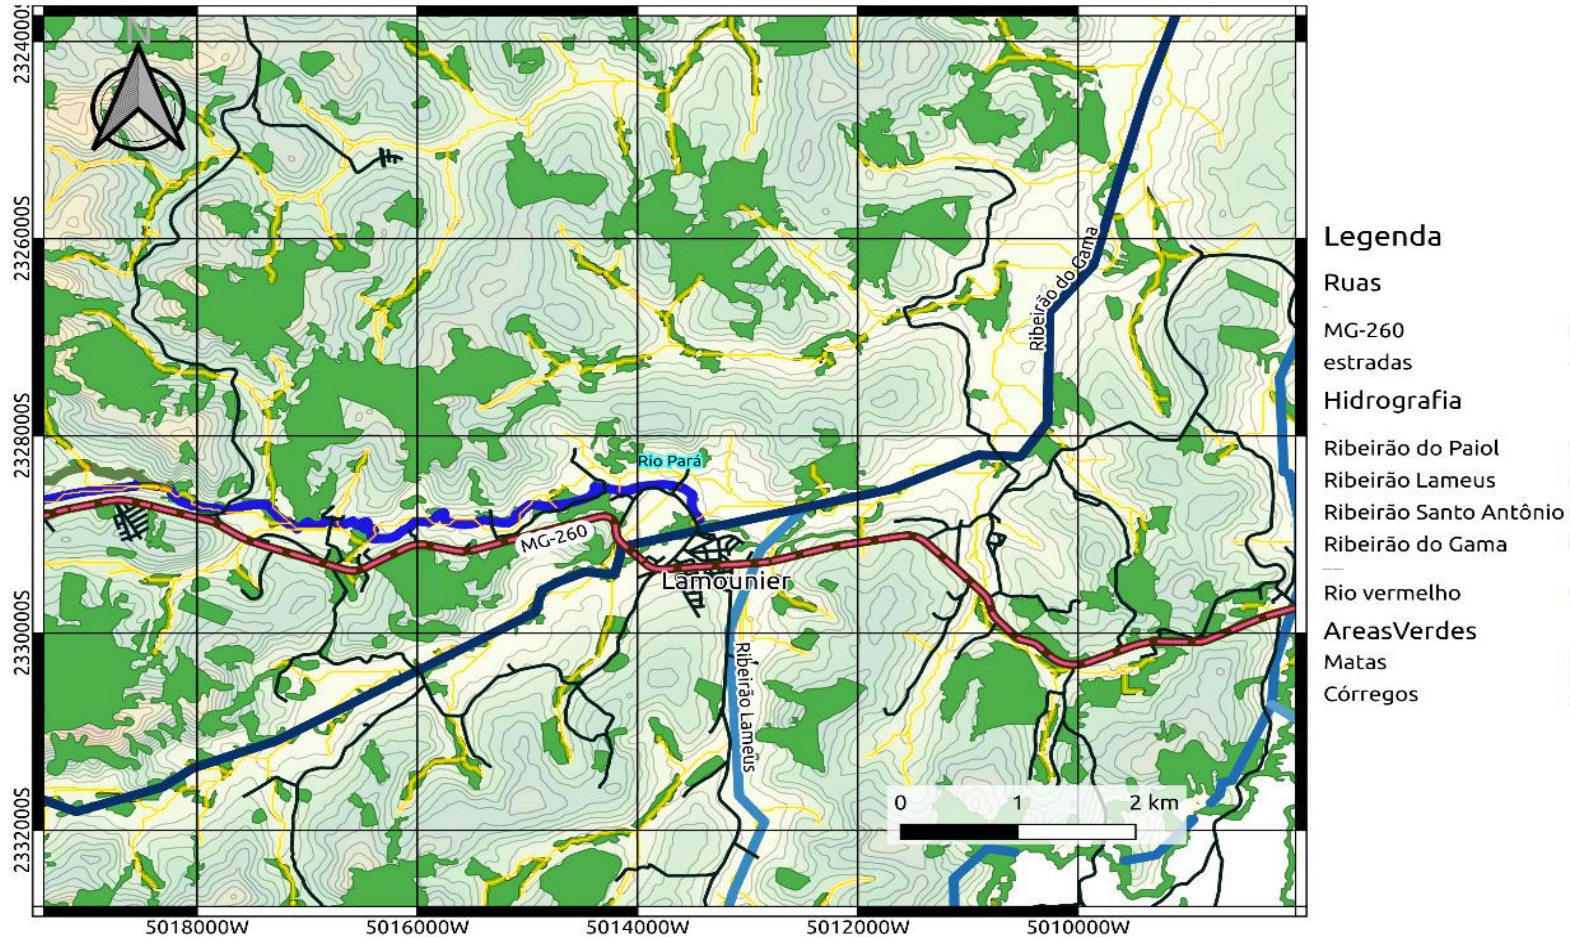 N
2324000S
2326000S
2328000S
2330000S
2332000S
Ribeirão do Gama
Rio Pará
MG-260
Lamounier
Ribeirão Lameus
0 1 2 km
5018000W 5016000W 5014000W 5012000W 5010000W
Legenda
Ruas
MG-260
estradas
Hidrografia
Ribeirão do Paiol
Ribeirão Lameus
Ribeirão Santo Antônio
Ribeirão do Gama
Rio vermelho
AreasVerdes
Matas
Córregos